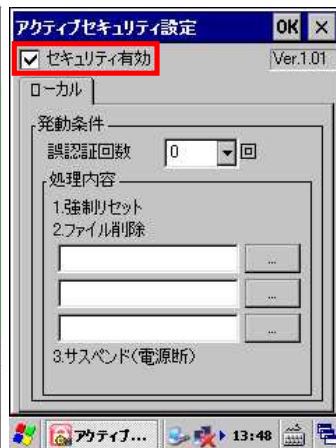 アクティブセキュリティ設定 OK ×
セキュリティ有効 Ver.1.01
ローカル
発動条件
誤認証回数 0 回
処理内容
1.強制リセット
2.ファイル削除
...
...
...
3.サスペンド(電源断)
アクティブ... 13:48